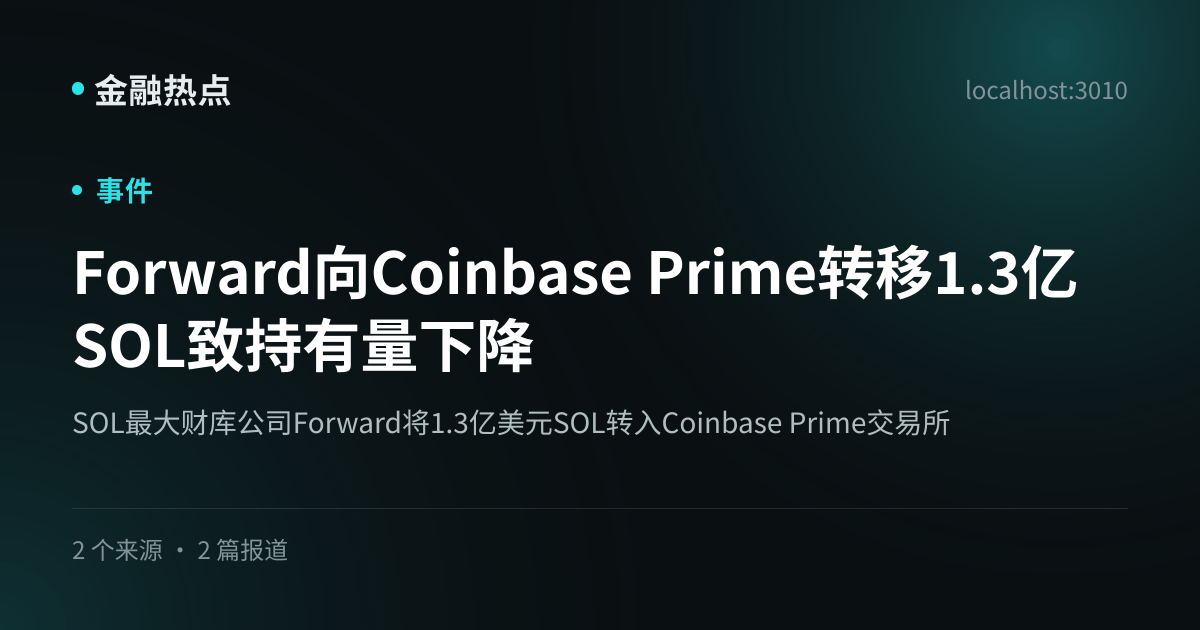 金融热点
localhost:3010
事件
Forward向Coinbase Prime转移1.3亿
SOL致持有量下降
SOL最大财库公司Forward将1.3亿美元SOL转入Coinbase Prime交易所
2 个来源 · 2 篇报道